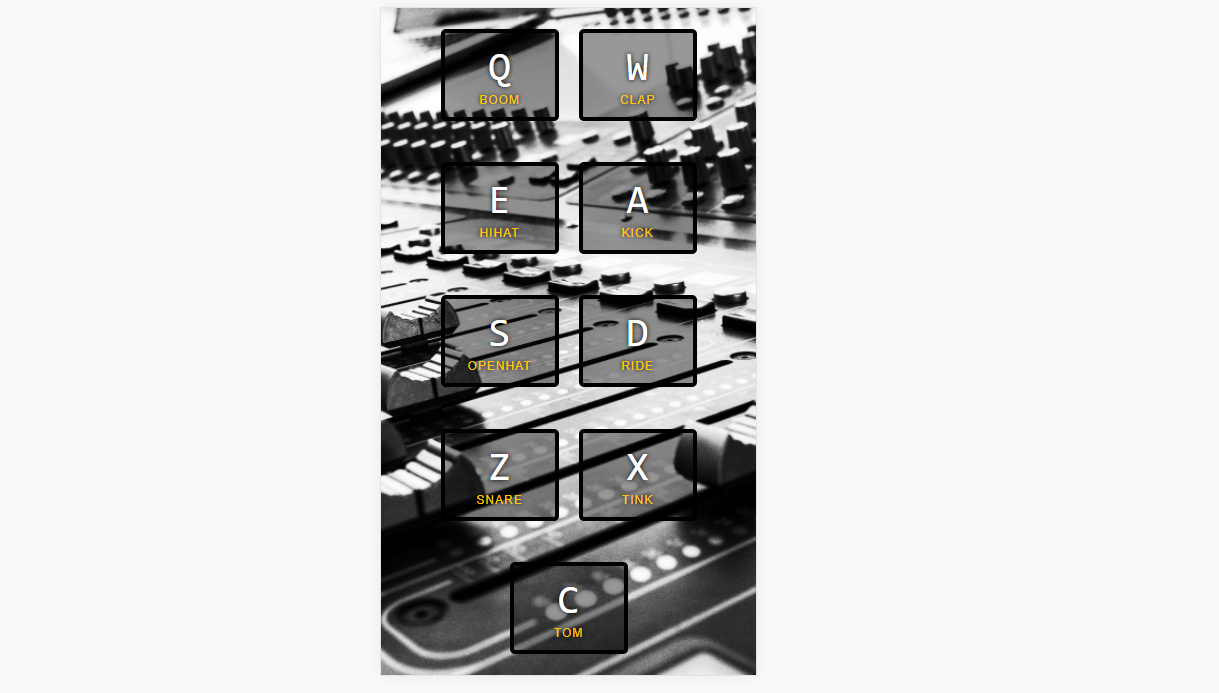 Q W
BOOM CLAP
E A
HIHAT KICK
S D
OPENHAT RIDE
Z X
SNARE TINK
C
TOM